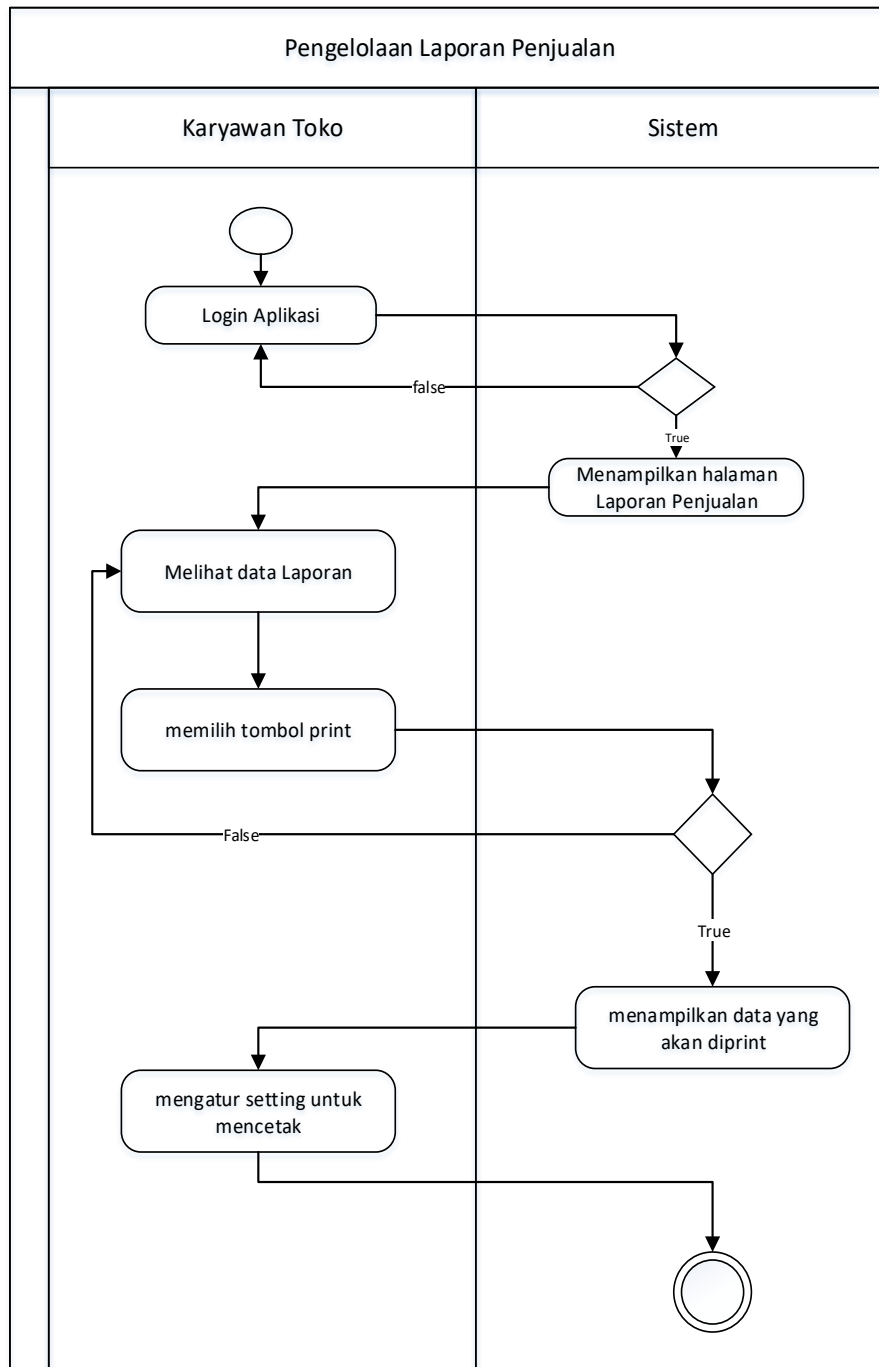 Pengelolaan Laporan Penjualan
Karyawan Toko
Sistem
Login Aplikasi
false
True
Menampilkan halaman
Laporan Penjualan
Melihat data Laporan
memilih tombol print
False
True
menampilkan data yang
akan diprint
mengatur setting untuk
mencetak